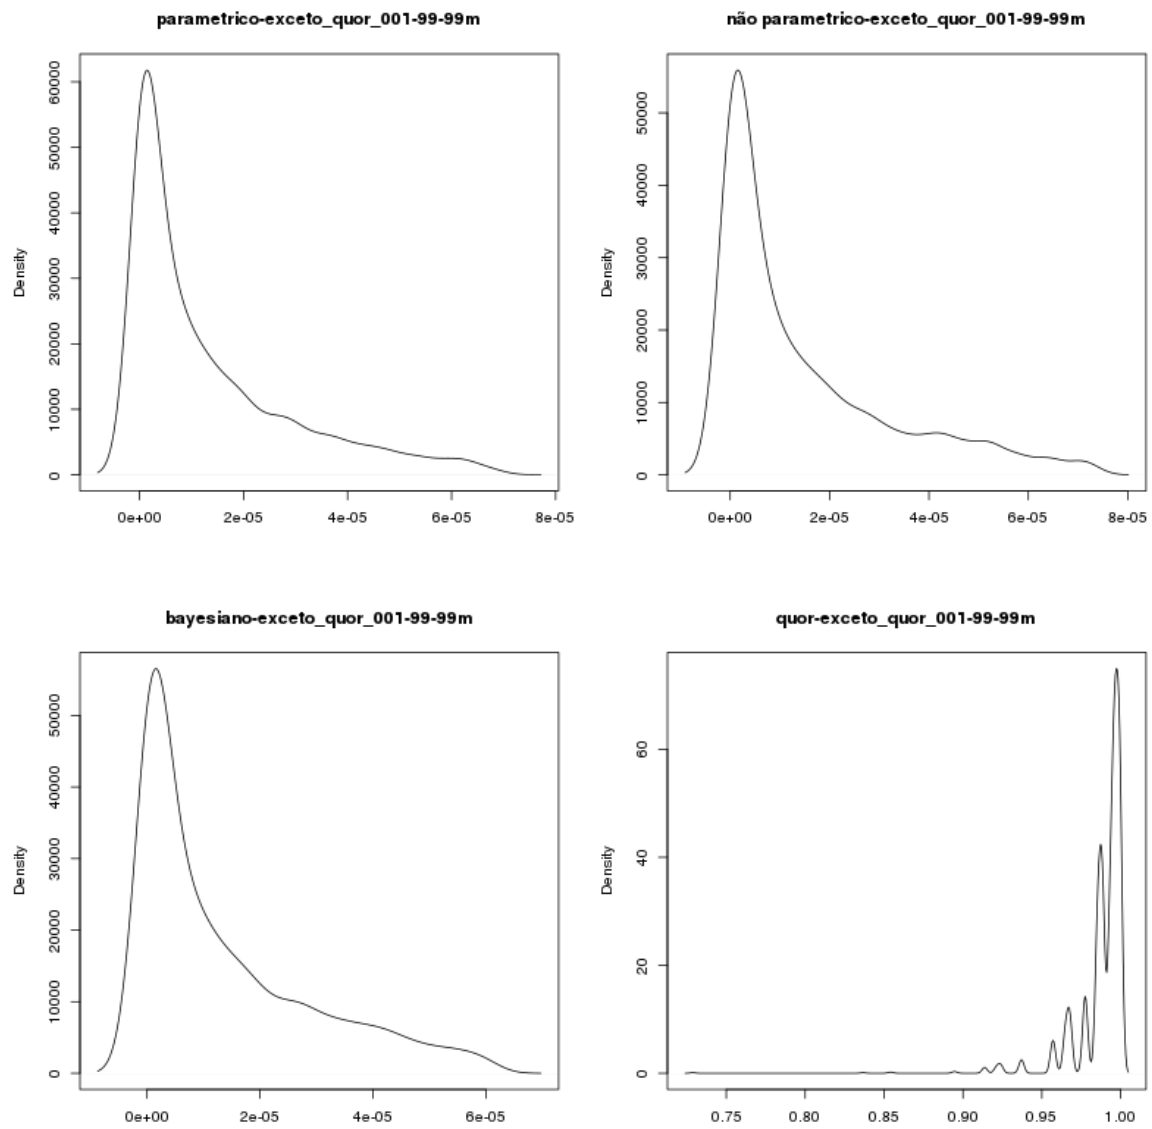 parametrico-exceto_quor_001-99-99m
Density
0 10000 20000 30000 40000 50000 60000
0e+00 2e-05 4e-05 6e-05 8e-05
não parametrico-exceto_quor_001-99-99m
Density
0 10000 20000 30000 40000 50000
0e+00 2e-05 4e-05 6e-05 8e-05
bayesiano-exceto_quor_001-99-99m
Density
0 10000 20000 30000 40000 50000
0e+00 2e-05 4e-05 6e-05
quor-exceto_quor_001-99-99m
Density
0 20 40 60
0.75 0.80 0.85 0.90 0.95 1.00